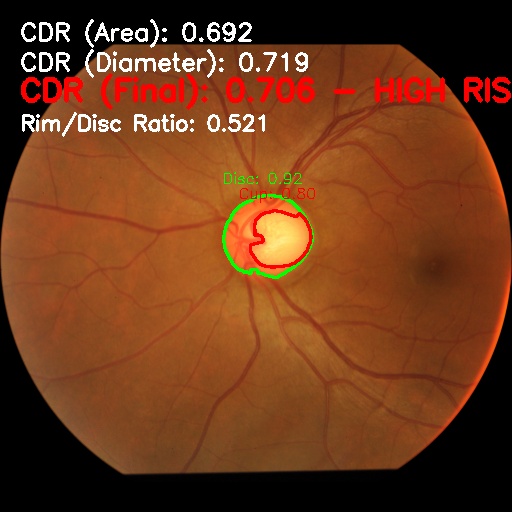 CDR (Area): 0.692
CDR (Diameter): 0.719
CDR (Final): 0.706 - HIGH RIS
Rim/Disc Ratio: 0.521
Disc: 0.92
Cup: 0.80